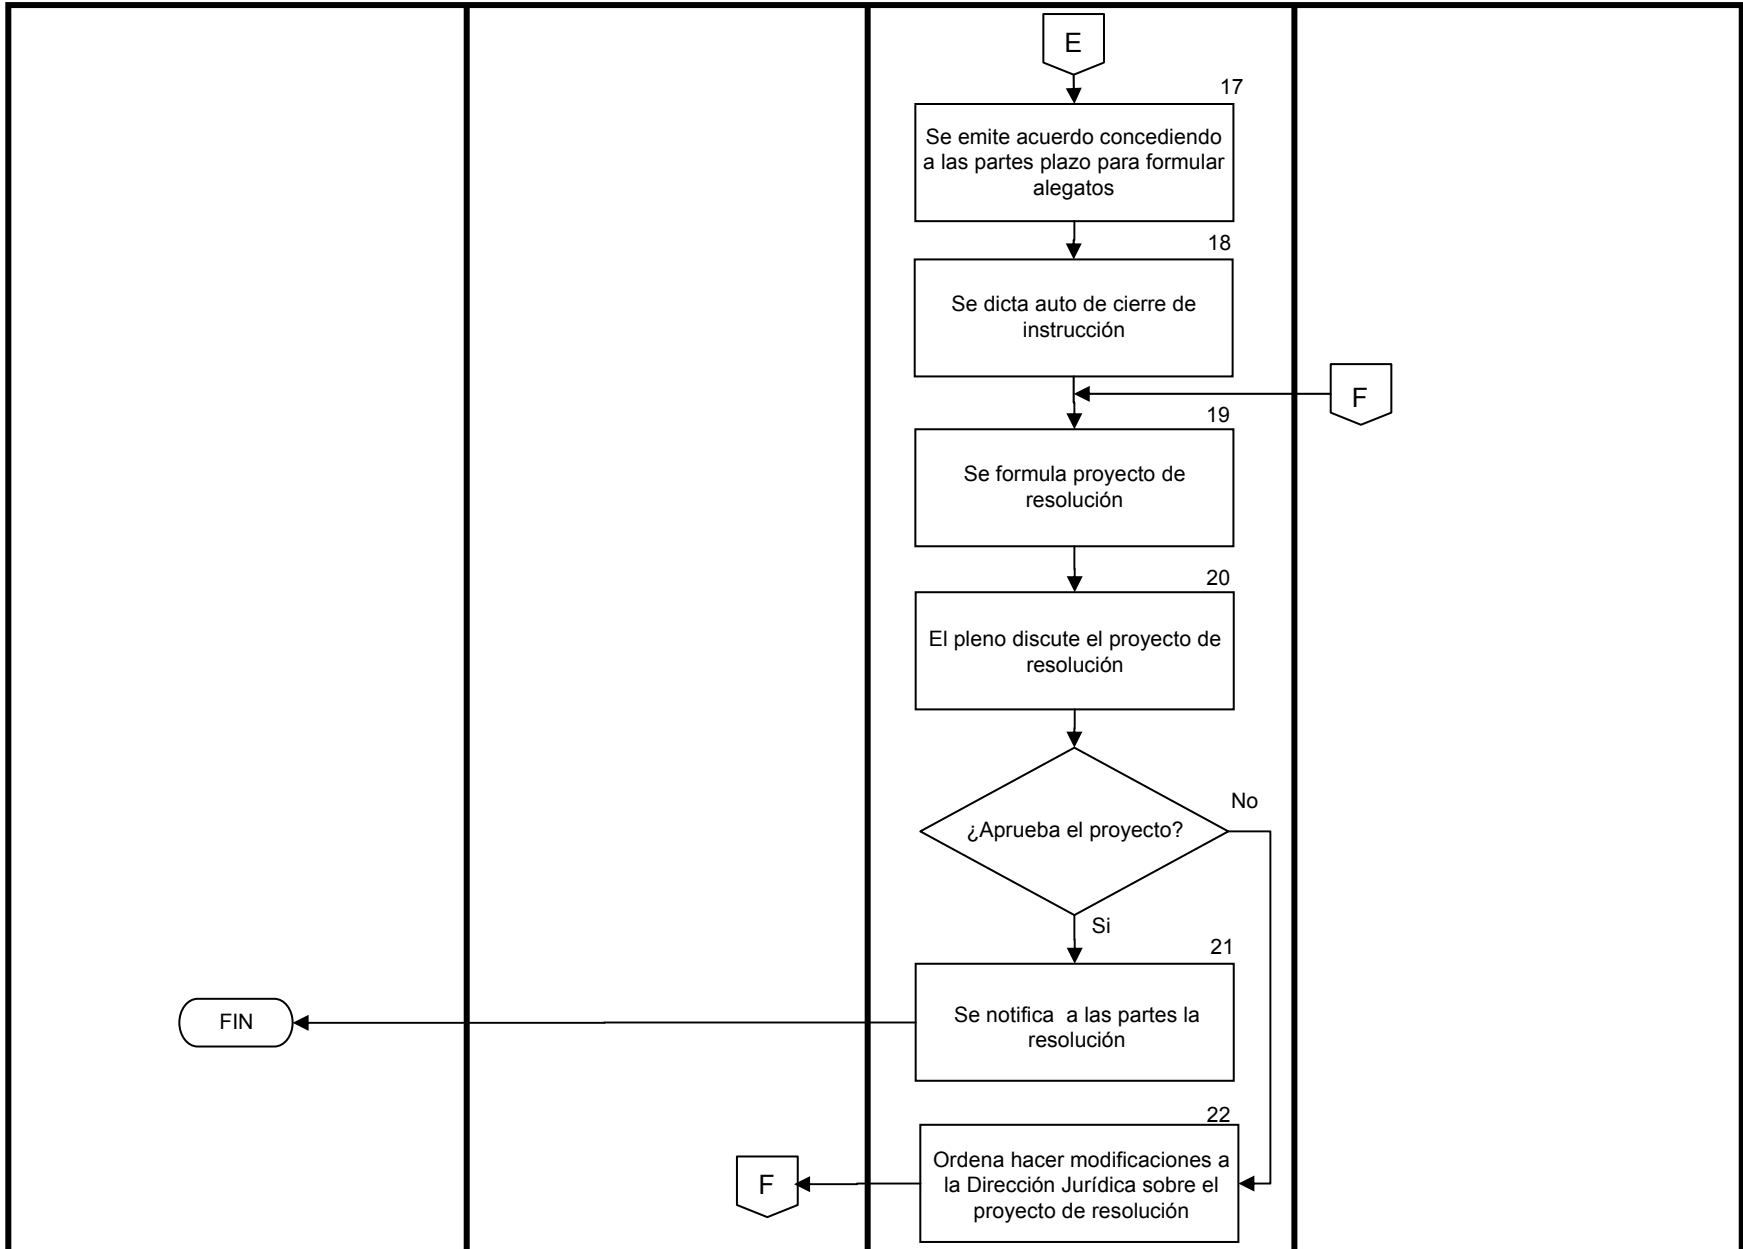 E
17
Se emite acuerdo concediendo
a las partes plazo para formular
alegatos
18
Se dicta auto de cierre de
instrucción
F
19
Se formula proyecto de
resolución
20
El pleno discute el proyecto de
resolución
No
¿Aprueba el proyecto?
Si
21
Se notifica a las partes la
resolución
FIN
22
Ordena hacer modificaciones a
la Dirección Jurídica sobre el
proyecto de resolución
F